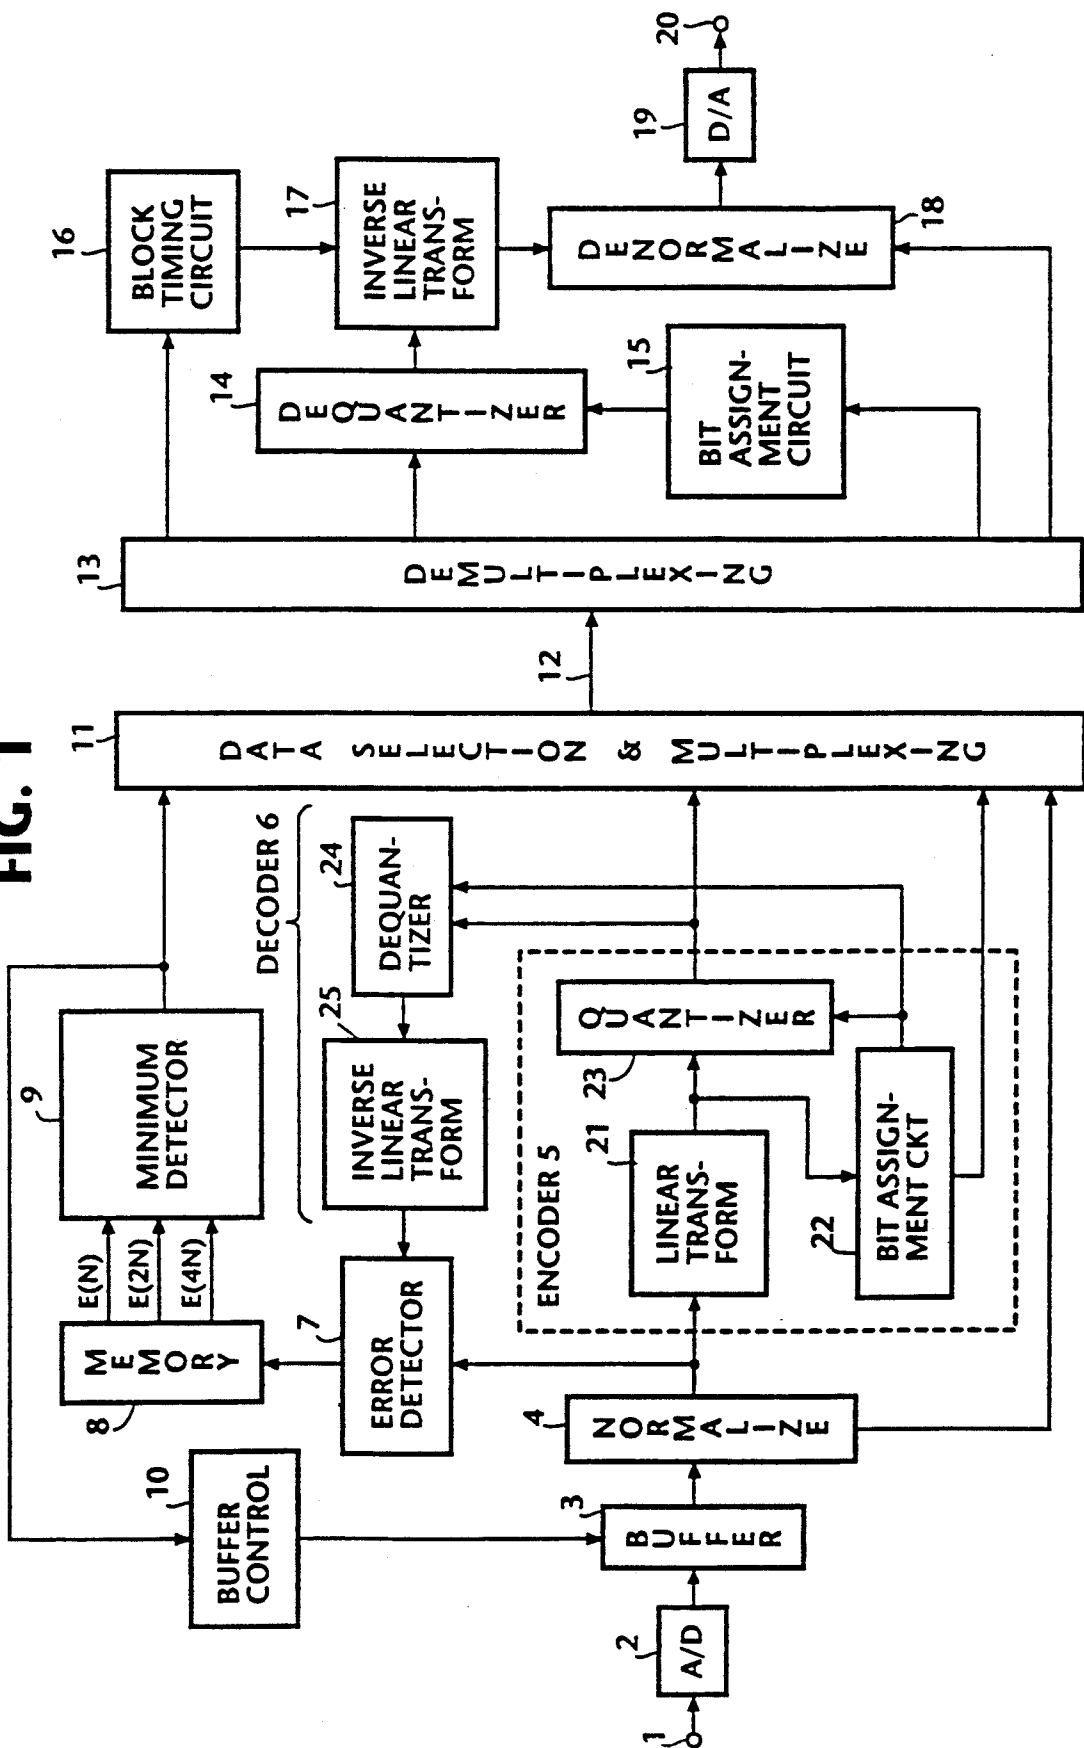 FIG. 1
1
2
A/D
3
BUFFER
4
NORMALIZE
10
BUFFER
CONTROL
8
MEMORY
E(N)
E(2N)
E(4N)
9
MINIMUM
DETECTOR
7
ERROR
DETECTOR
DECODER 6
25
INVERSE
LINEAR
TRANS-
FORM
24
DEQUAN-
TIZER
ENCODER 5
21
LINEAR
TRANS-
FORM
23
QUANTIZER
22
BIT ASSIGN-
MENT CKT
11
DATA SELECTION & MULTIPLEXING
12
13
DEMULTIPLEXING
14
DEQUANTIZER
15
BIT
ASSIGN-
MENT
CIRCUIT
16
BLOCK
TIMING
CIRCUIT
17
INVERSE
LINEAR
TRANS-
FORM
18
DENORMALIZE
19
D/A
20